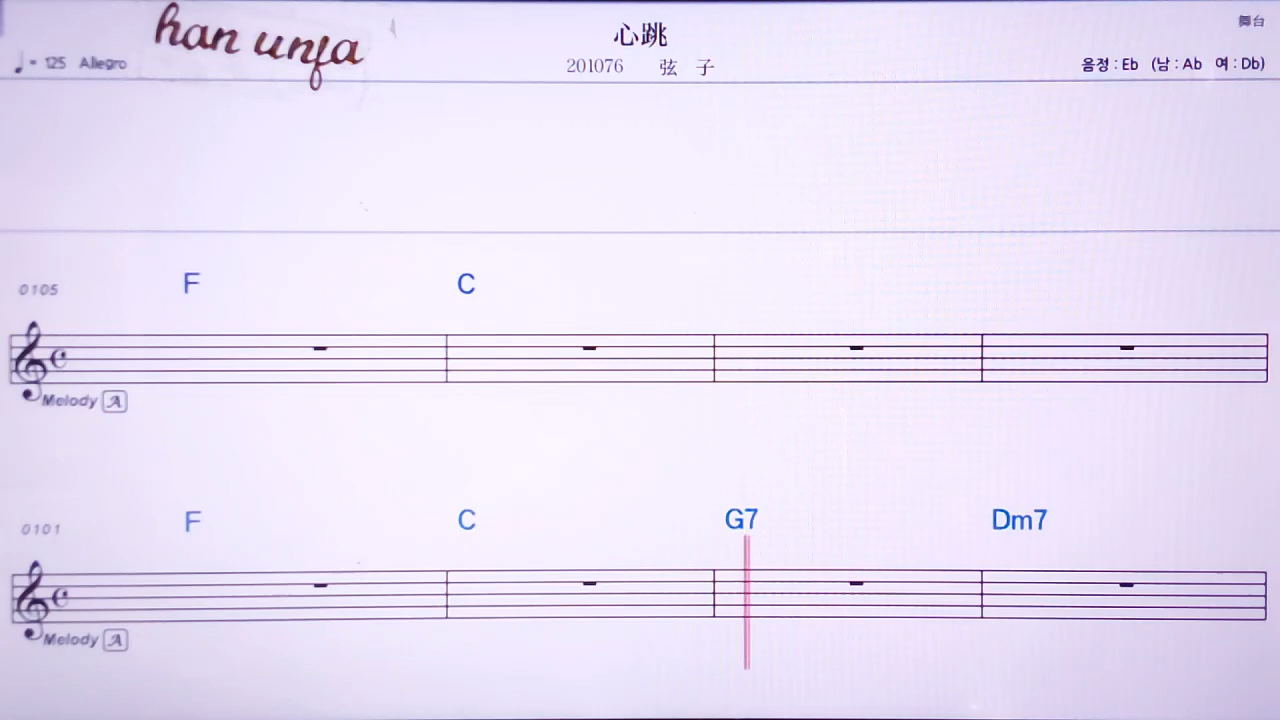 han unfa
♩= 125 Allegro
心跳
201076 弦 子
舞台
음정 : Eb (남 : Ab 여 : Db)
0105 F C
Melody A
0101 F C G7 Dm7
Melody A